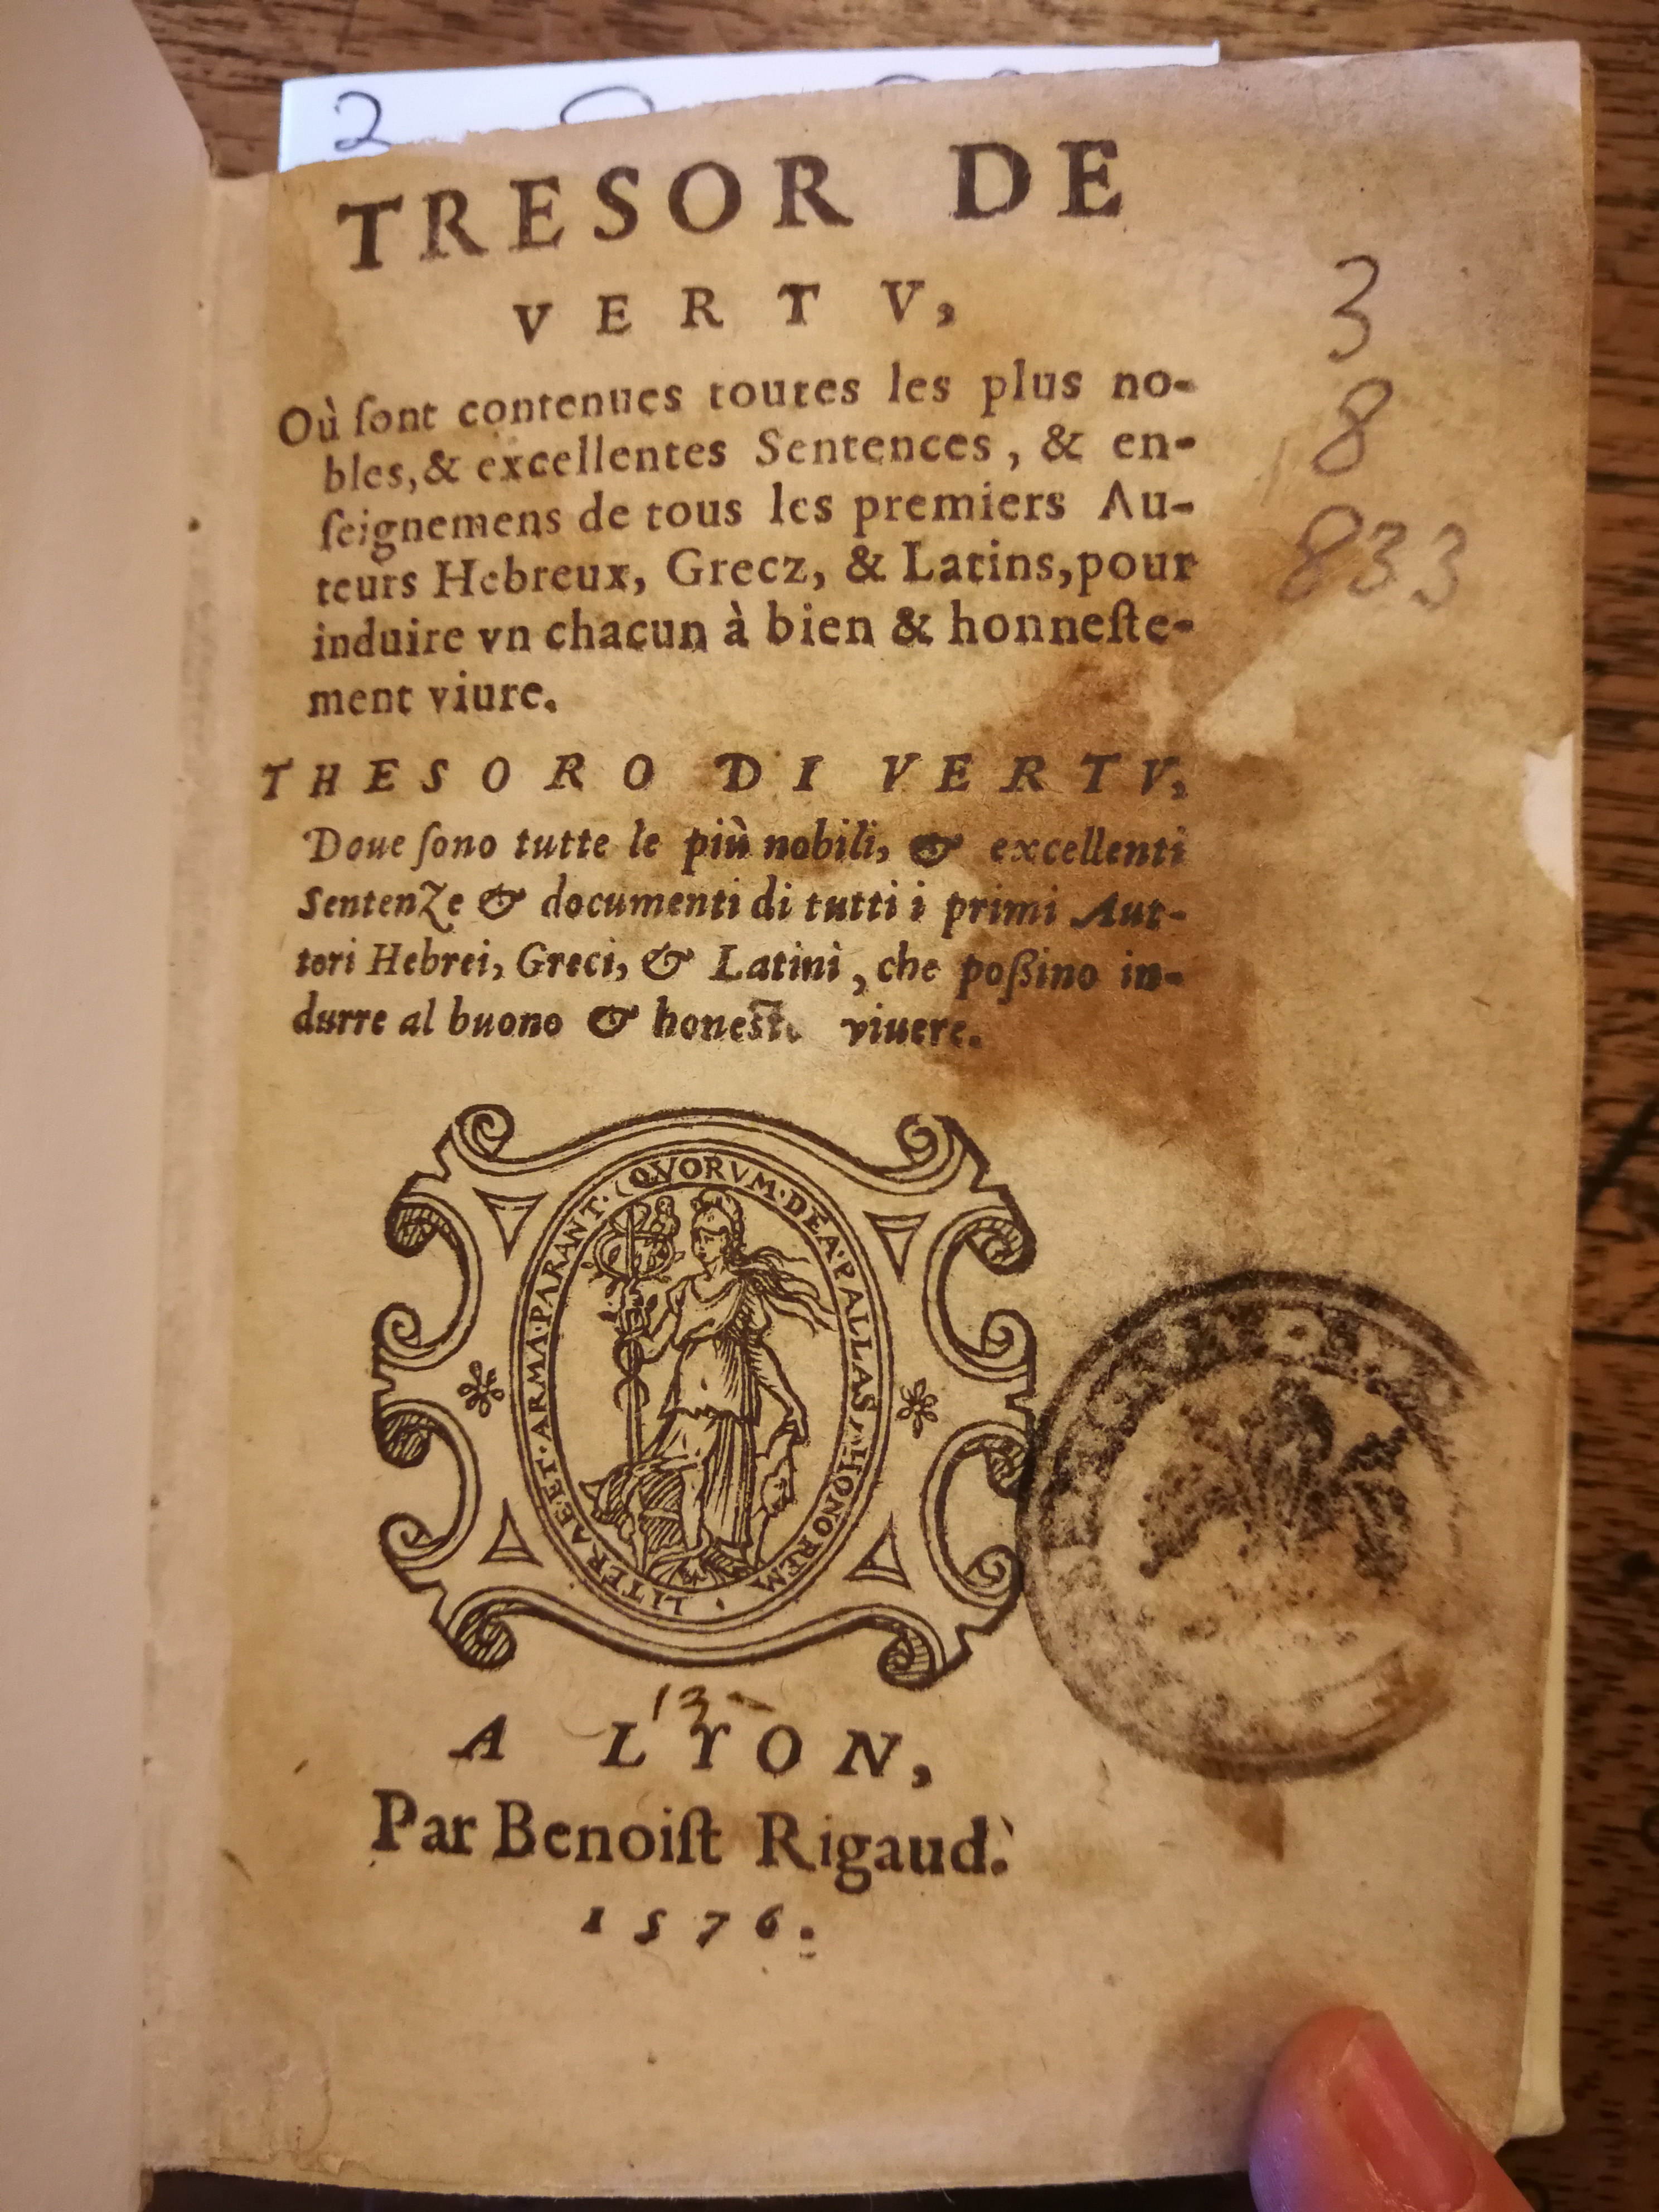 2
TRESOR DE
VERTV,
Où ſont contenues toutes les plus no-
bles, & excellentes Sentences, & en-
ſeignemens de tous les premiers Au-
teurs Hebreux, Grecz, & Latins, pour
induire vn chacun à bien & honneſte-
ment viure.
3
8
833
THESORO DI VERTV,
Doue ſono tutte le più nobili, & excellenti
Sentenze & documenti di tutti i primi Aut-
tori Hebrei, Greci, & Latini, che poßino in-
durre al buono & viuere.
LITERAE·ET·ARMA·PARANT·QVORVM·DEA·PALLAS, HONOREM·
13
A LYON,
Par Benoiſt Rigaud.
1576.